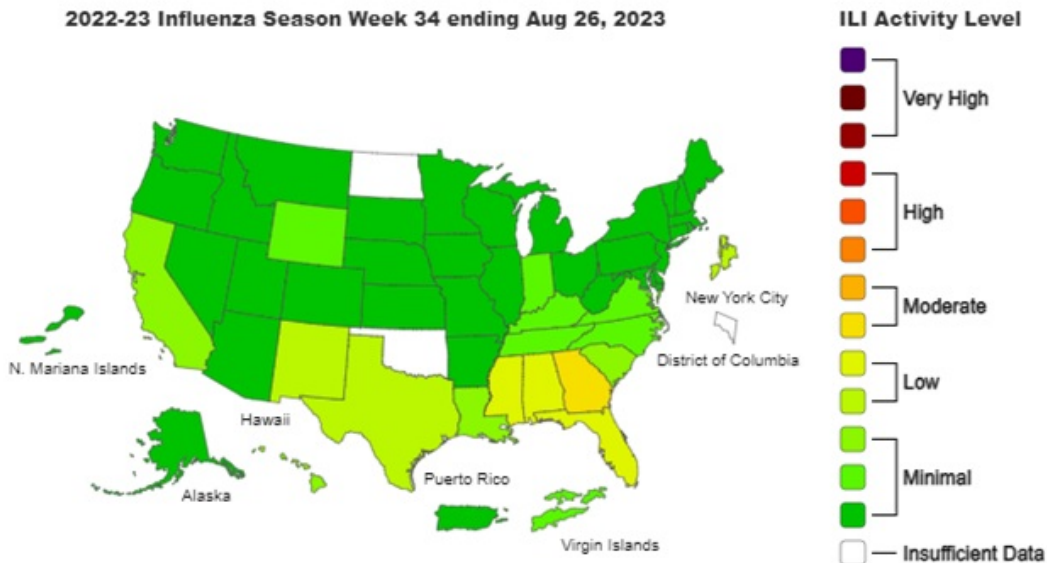 2022-23 Influenza Season Week 34 ending Aug 26, 2023
ILI Activity Level
Very High
High
Moderate
Low
Minimal
Insufficient Data
New York City
District of Columbia
N. Mariana Islands
Hawaii
Alaska
Puerto Rico
Virgin Islands